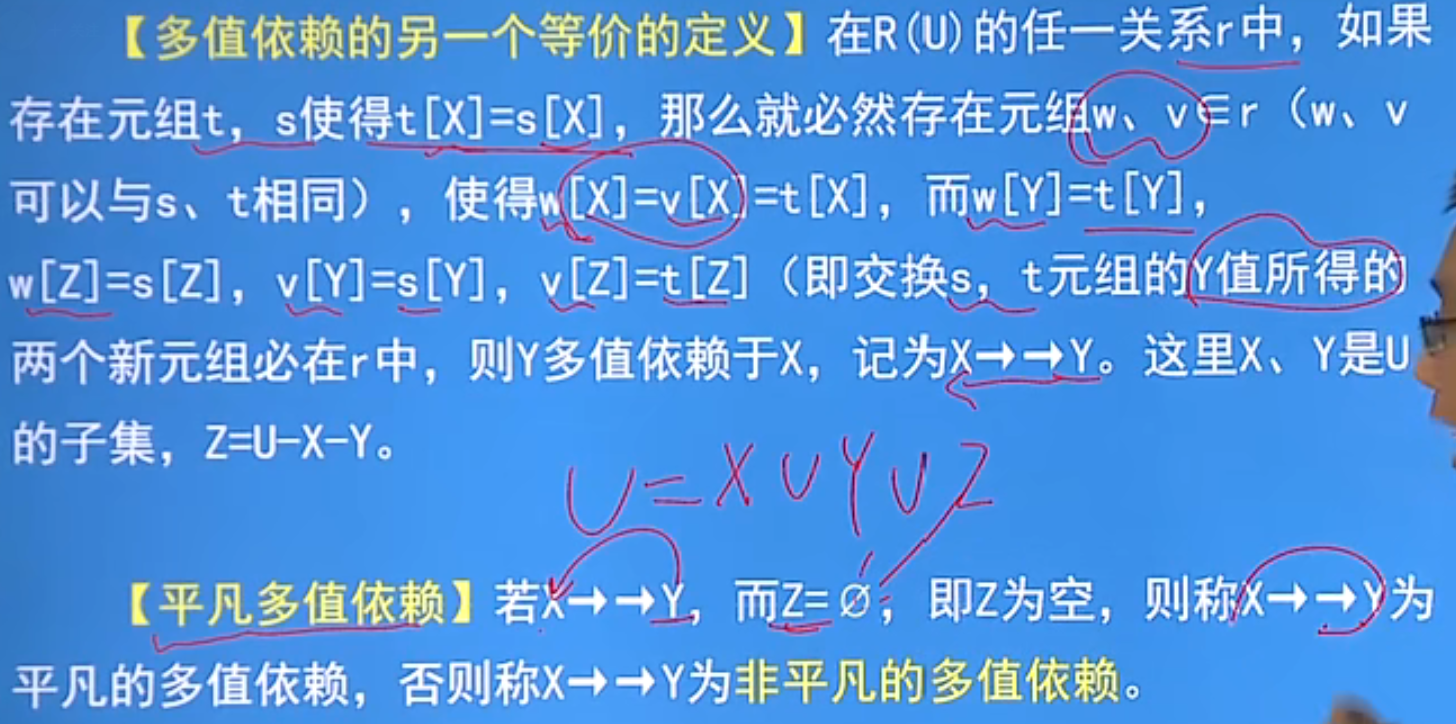 【多值依赖的另一个等价的定义】在R(U)的任一关系r中，如果
存在元组t，s使得t[X]=s[X]，那么就必然存在元组w、v∈r（w、v
可以与s、t相同），使得w[X]=v[X]=t[X]，而w[Y]=t[Y]，
w[Z]=s[Z]，v[Y]=s[Y]，v[Z]=t[Z]（即交换s，t元组的Y值所得的
两个新元组必在r中，则Y多值依赖于X，记为X→→Y。这里X、Y是U
的子集，Z=U-X-Y。
U=X∪Y∪Z
【平凡多值依赖】若X→→Y，而Z=∅，即Z为空，则称X→→Y为
平凡的多值依赖，否则称X→→Y为非平凡的多值依赖。